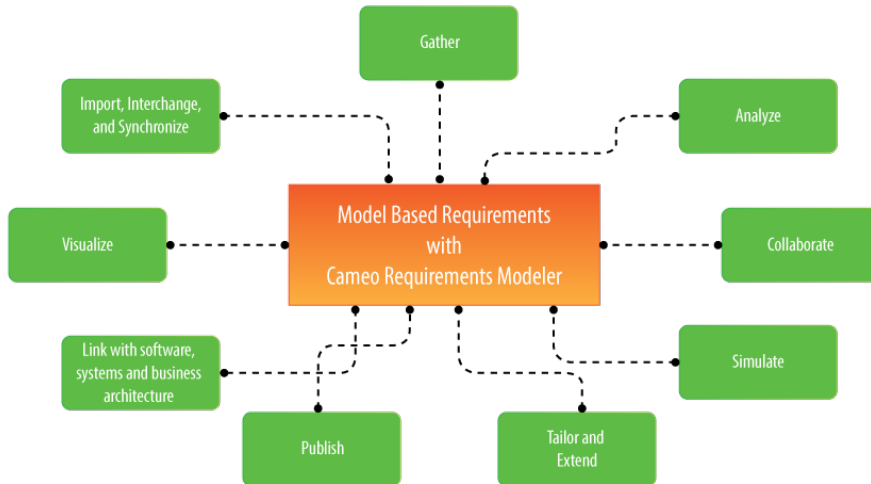 Gather
Import, Interchange,
and Synchronize
Analyze
Model Based Requirements
with
Cameo Requirements Modeler
Visualize
Collaborate
Link with software,
systems and business
architecture
Simulate
Publish
Tailor and
Extend